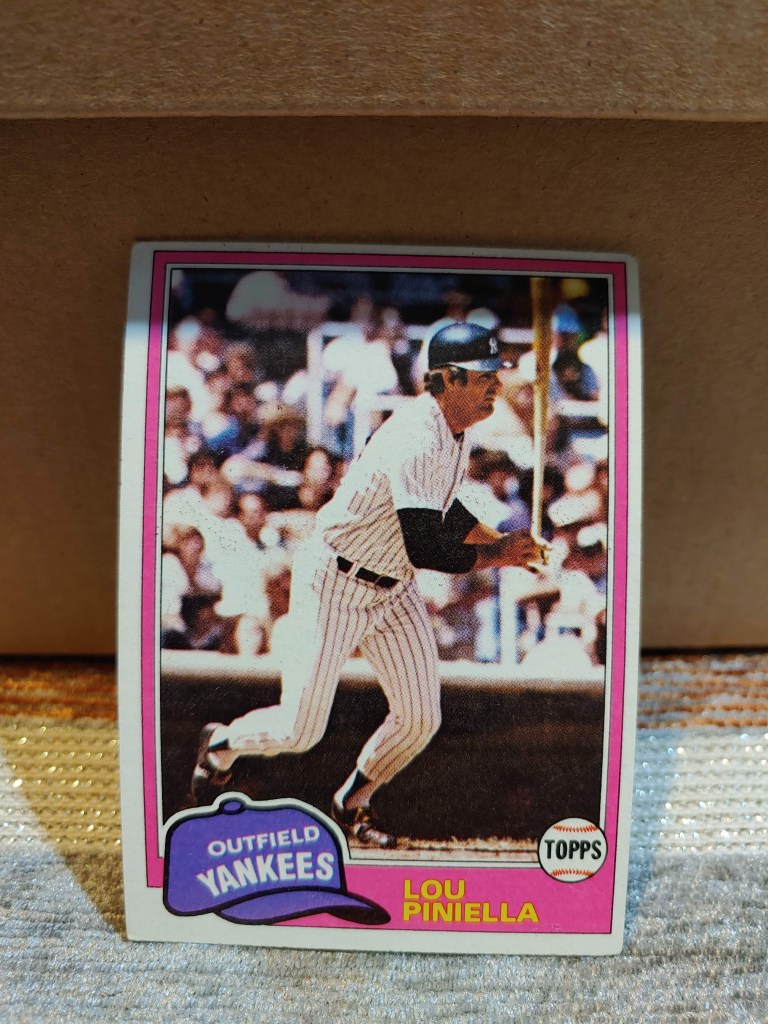 OUTFIELD
YANKEES
TOPPS
LOU
PINIELLA